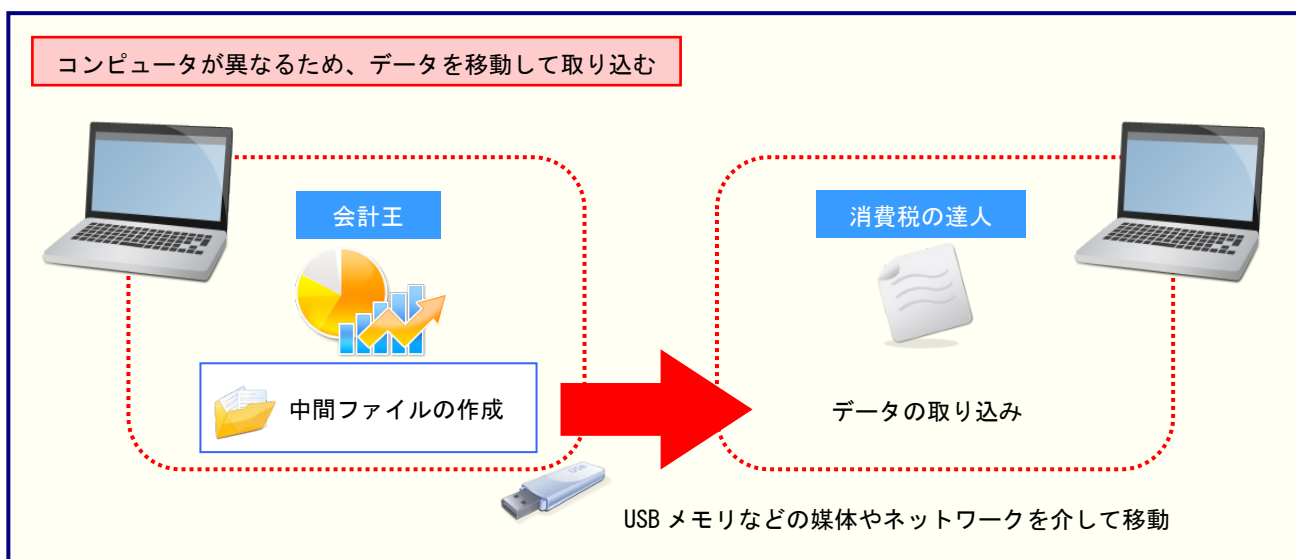 コンピュータが異なるため、データを移動して取り込む
会計王
消費税の達人
中間ファイルの作成
データの取り込み
USB
USB メモリなどの媒体やネットワークを介して移動